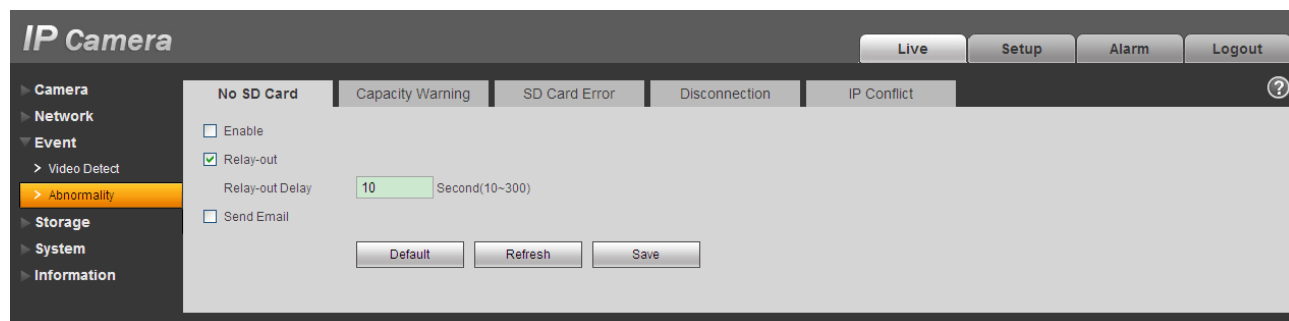 IP Camera
Live Setup Alarm Logout
Camera
Network
Event
> Video Detect
> Abnormality
Storage
System
Information
No SD Card Capacity Warning SD Card Error Disconnection IP Conflict ?
Enable
Relay-out
Relay-out Delay 10 Second(10~300)
Send Email
Default Refresh Save